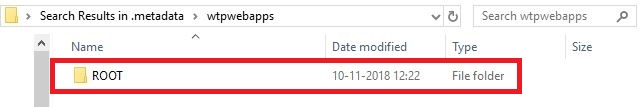 Search Results in .metadata > wtpwebapps
Search wtpwebapps
Name Date modified Type Size
ROOT 10-11-2018 12:22 File folder